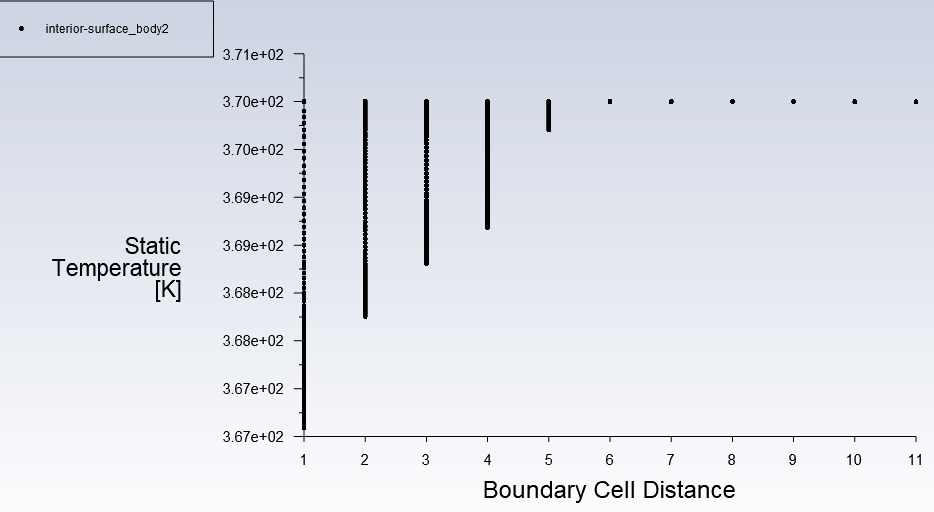 interior-surface_body2
3.71e+02
3.70e+02
3.70e+02
3.69e+02
3.69e+02
3.68e+02
3.68e+02
3.67e+02
3.67e+02
Static
Temperature
[K]
1 2 3 4 5 6 7 8 9 10 11
Boundary Cell Distance